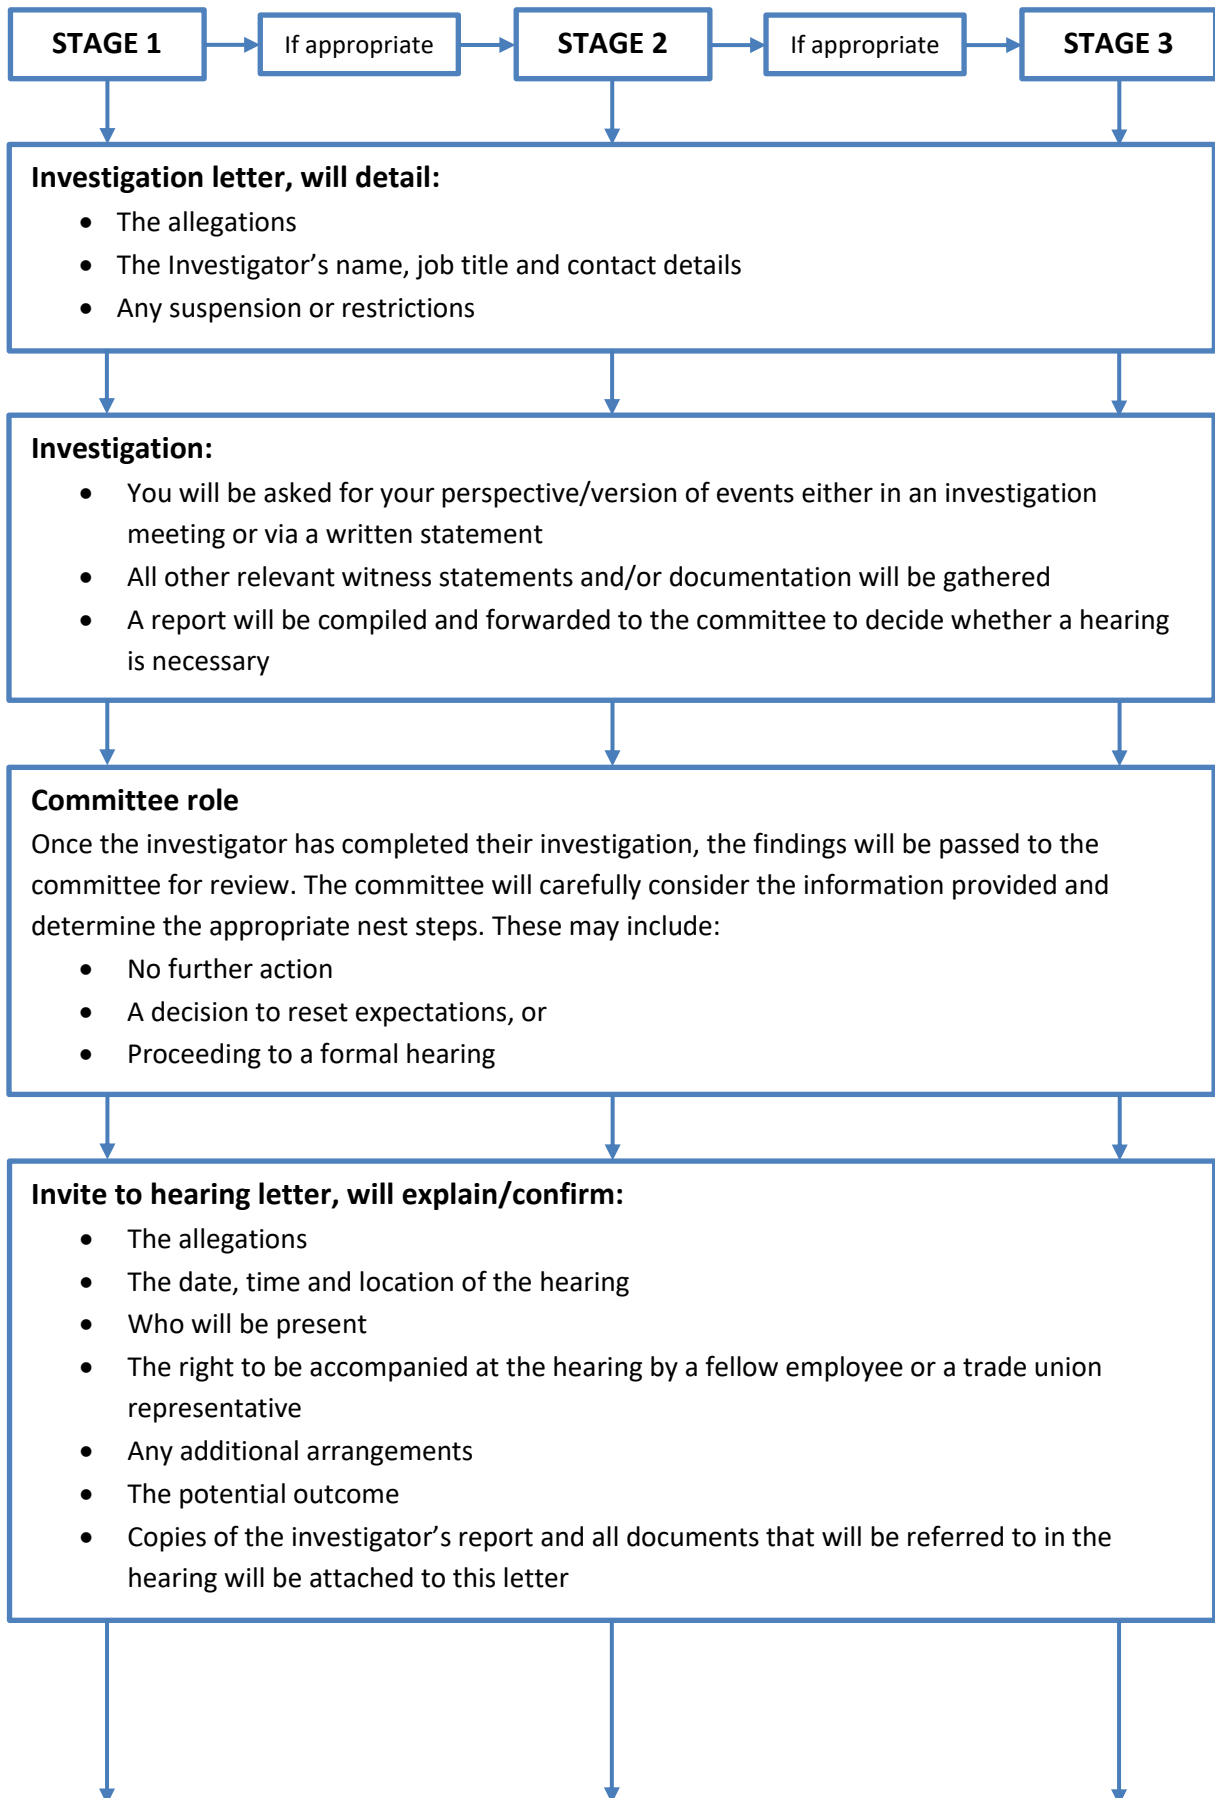 STAGE 1 If appropriate STAGE 2 If appropriate STAGE 3
Investigation letter, will detail:
• The allegations
• The Investigator’s name, job title and contact details
• Any suspension or restrictions
Investigation:
• You will be asked for your perspective/version of events either in an investigation
meeting or via a written statement
• All other relevant witness statements and/or documentation will be gathered
• A report will be compiled and forwarded to the committee to decide whether a hearing
is necessary
Committee role
Once the investigator has completed their investigation, the findings will be passed to the
committee for review. The committee will carefully consider the information provided and
determine the appropriate nest steps. These may include:
• No further action
• A decision to reset expectations, or
• Proceeding to a formal hearing
Invite to hearing letter, will explain/confirm:
• The allegations
• The date, time and location of the hearing
• Who will be present
• The right to be accompanied at the hearing by a fellow employee or a trade union
representative
• Any additional arrangements
• The potential outcome
• Copies of the investigator’s report and all documents that will be referred to in the
hearing will be attached to this letter